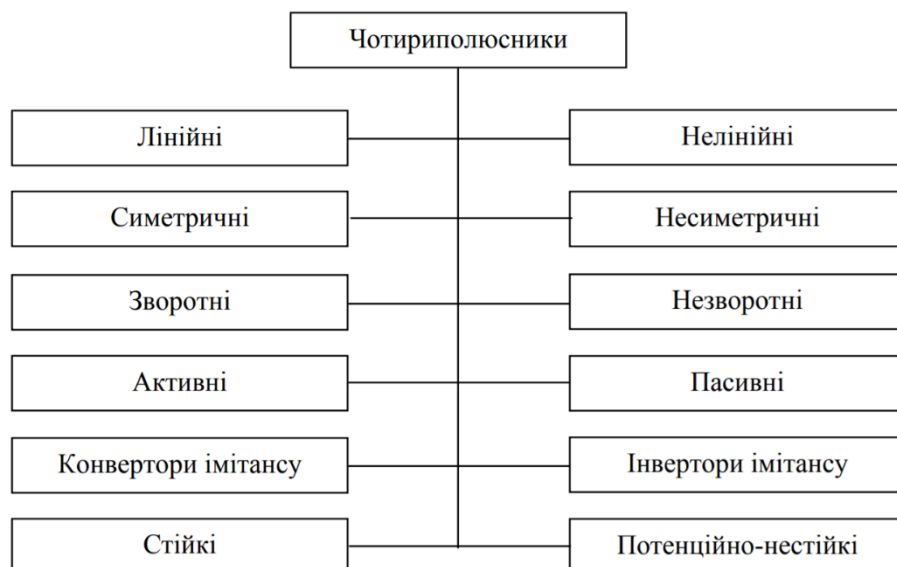 Чотириполюсники
Лінійні
Нелінійні
Симетричні
Несиметричні
Зворотні
Незворотні
Активні
Пасивні
Конвертори імітансу
Інвертори імітансу
Стійкі
Потенційно-нестійкі